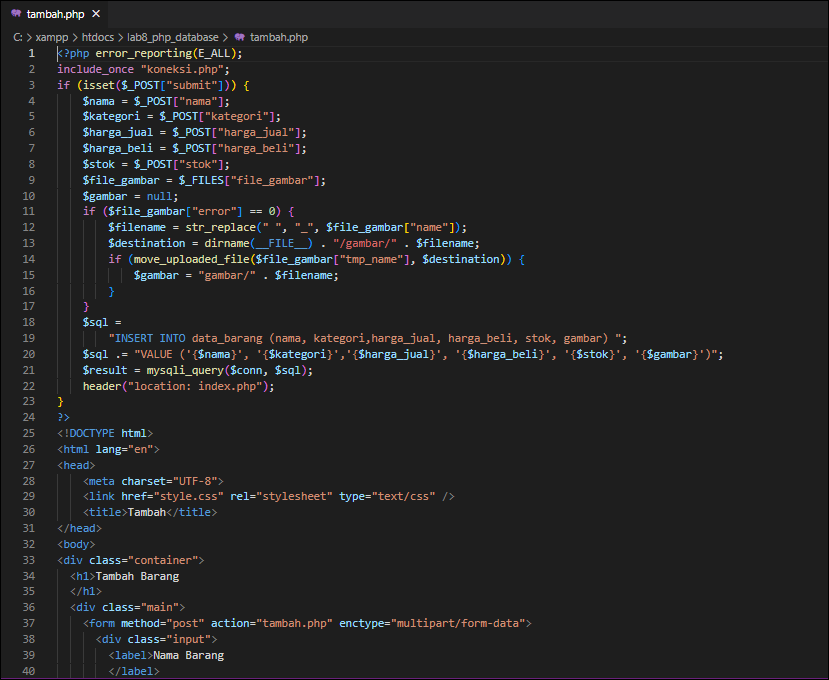 tambah.php ×
C: > xampp > htdocs > lab8_php_database > tambah.php
1 <?php error_reporting(E_ALL);
2 include_once "koneksi.php";
3 if (isset($_POST["submit"])) {
4 $nama = $_POST["nama"];
5 $kategori = $_POST["kategori"];
6 $harga_jual = $_POST["harga_jual"];
7 $harga_beli = $_POST["harga_beli"];
8 $stok = $_POST["stok"];
9 $file_gambar = $_FILES["file_gambar"];
10 $gambar = null;
11 if ($file_gambar["error"] == 0) {
12 $filename = str_replace(" ", "_", $file_gambar["name"]);
13 $destination = dirname(__FILE__) . "/gambar/" . $filename;
14 if (move_uploaded_file($file_gambar["tmp_name"], $destination)) {
15 $gambar = "gambar/" . $filename;
16 }
17 }
18 $sql =
19 "INSERT INTO data_barang (nama, kategori,harga_jual, harga_beli, stok, gambar) ";
20 $sql .= "VALUE ('{$nama}', '{$kategori}','{$harga_jual}', '{$harga_beli}', '{$stok}', '{$gambar}')";
21 $result = mysqli_query($conn, $sql);
22 header("location: index.php");
23 }
24 ?>
25 <!DOCTYPE html>
26 <html lang="en">
27 <head>
28 <meta charset="UTF-8">
29 <link href="style.css" rel="stylesheet" type="text/css" />
30 <title>Tambah</title>
31 </head>
32 <body>
33 <div class="container">
34 <h1>Tambah Barang
35 </h1>
36 <div class="main">
37 <form method="post" action="tambah.php" enctype="multipart/form-data">
38 <div class="input">
39 <label>Nama Barang
40 </label>